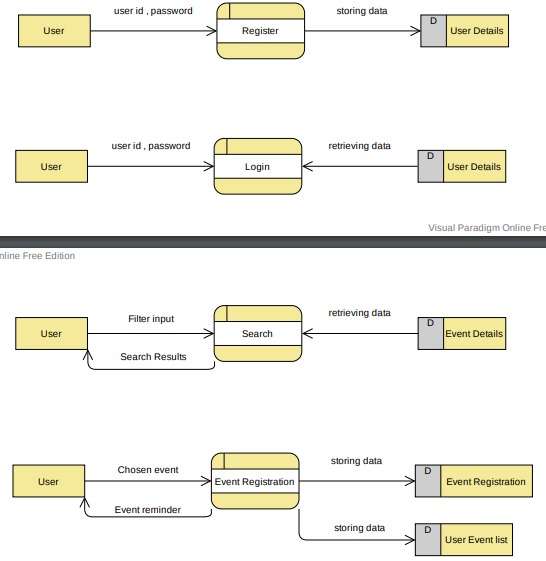 user id , password
storing data
D
User
Register
User Details
user id , password
retrieving data
D
User
Login
User Details
Visual Paradigm Online Fre
nline Free Edition
Filter input
retrieving data
D
User
Search
Event Details
Search Results
Chosen event
storing data
D
User
Event Registration
Event Registration
Event reminder
storing data
D
User Event list